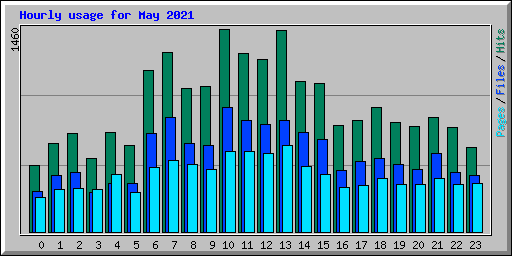 Hourly usage for May 2021
1460
Pages/Files/Hits
0 1 2 3 4 5 6 7 8 9 10 11 12 13 14 15 16 17 18 19 20 21 22 23